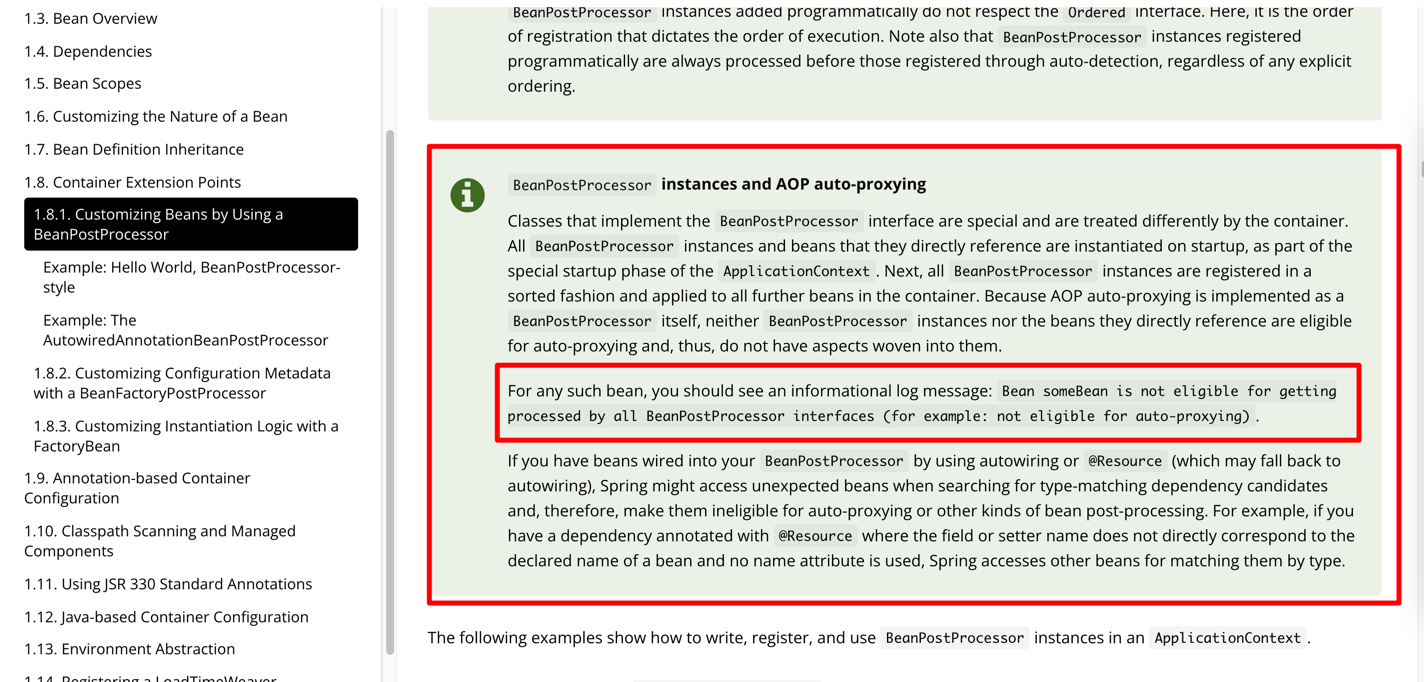 1.3. Bean Overview
1.4. Dependencies
1.5. Bean Scopes
1.6. Customizing the Nature of a Bean
1.7. Bean Definition Inheritance
1.8. Container Extension Points
1.8.1. Customizing Beans by Using a
BeanPostProcessor
Example: Hello World, BeanPostProcessor-
style
Example: The
AutowiredAnnotationBeanPostProcessor
1.8.2. Customizing Configuration Metadata
with a BeanFactoryPostProcessor
1.8.3. Customizing Instantiation Logic with a
FactoryBean
1.9. Annotation-based Container
Configuration
1.10. Classpath Scanning and Managed
Components
1.11. Using JSR 330 Standard Annotations
1.12. Java-based Container Configuration
1.13. Environment Abstraction
1.14. Registering a LoadTimeWeaver
BeanPostProcessor instances added programmatically do not respect the Ordered interface. Here, it is the order
of registration that dictates the order of execution. Note also that BeanPostProcessor instances registered
programmatically are always processed before those registered through auto-detection, regardless of any explicit
ordering.
BeanPostProcessor instances and AOP auto-proxying
Classes that implement the BeanPostProcessor interface are special and are treated differently by the container.
All BeanPostProcessor instances and beans that they directly reference are instantiated on startup, as part of the
special startup phase of the ApplicationContext. Next, all BeanPostProcessor instances are registered in a
sorted fashion and applied to all further beans in the container. Because AOP auto-proxying is implemented as a
BeanPostProcessor itself, neither BeanPostProcessor instances nor the beans they directly reference are eligible
for auto-proxying and, thus, do not have aspects woven into them.
For any such bean, you should see an informational log message: Bean someBean is not eligible for getting
processed by all BeanPostProcessor interfaces (for example: not eligible for auto-proxying).
If you have beans wired into your BeanPostProcessor by using autowiring or @Resource (which may fall back to
autowiring), Spring might access unexpected beans when searching for type-matching dependency candidates
and, therefore, make them ineligible for auto-proxying or other kinds of bean post-processing. For example, if you
have a dependency annotated with @Resource where the field or setter name does not directly correspond to the
declared name of a bean and no name attribute is used, Spring accesses other beans for matching them by type.
The following examples show how to write, register, and use BeanPostProcessor instances in an ApplicationContext.